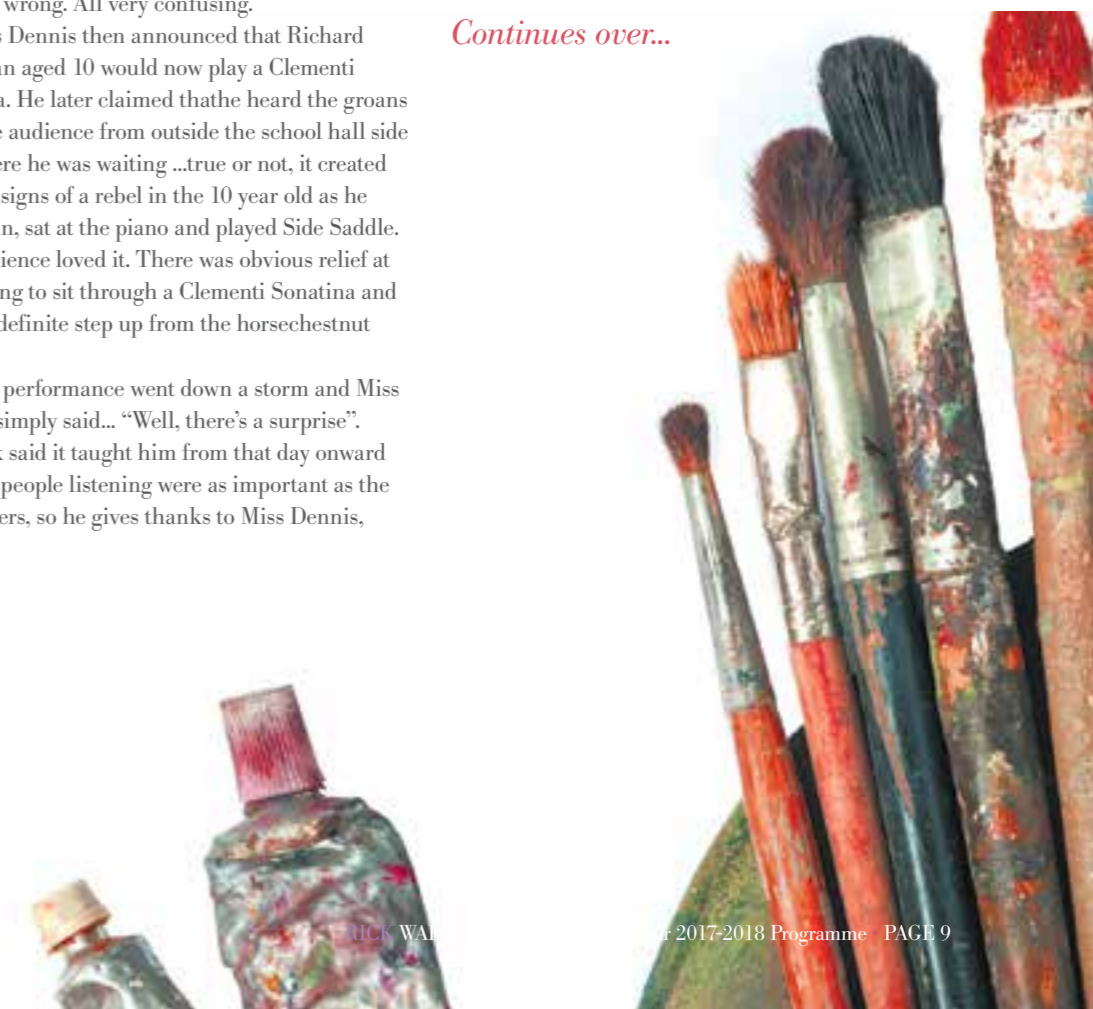 wrong. All very confusing.
Dennis then announced that Richard
aged 10 would now play a Clementi
He later claimed thathe heard the groans
audience from outside the school hall side
ere he was waiting ...true or not, it created
signs of a rebel in the 10 year old as he
n, sat at the piano and played Side Saddle.
ience loved it. There was obvious relief at
ng to sit through a Clementi Sonatina and
definite step up from the horsechestnut
performance went down a storm and Miss
simply said... “Well, there’s a surprise”.
said it taught him from that day onward
people listening were as important as the
ers, so he gives thanks to Miss Dennis,
Continues over...
RICK WA
r 2017-2018 Programme PAGE 9